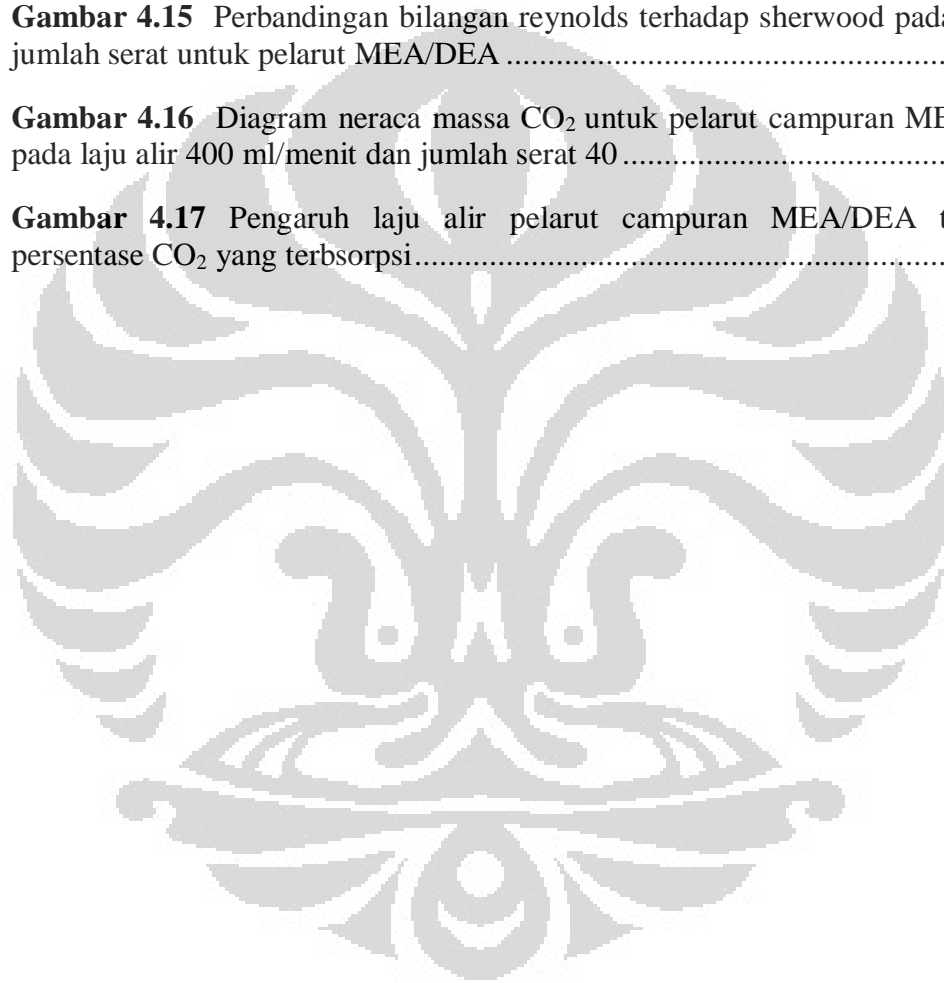 Gambar 4.15 Perbandingan bilangan reynolds terhadap sherwood pada
jumlah serat untuk pelarut MEA/DEA ................................................
Gambar 4.16 Diagram neraca massa CO₂ untuk pelarut campuran ME
pada laju alir 400 ml/menit dan jumlah serat 40 ...................................
Gambar 4.17 Pengaruh laju alir pelarut campuran MEA/DEA t
persentase CO₂ yang terbsorpsi...........................................................